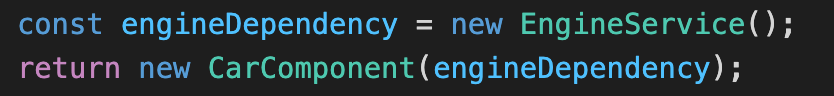 const engineDependency = new EngineService();
return new CarComponent(engineDependency);